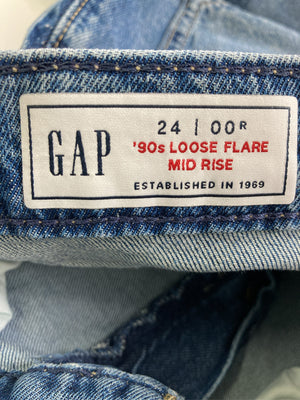 GAP
24 | 00R
'90s LOOSE FLARE
MID RISE
ESTABLISHED IN 1969